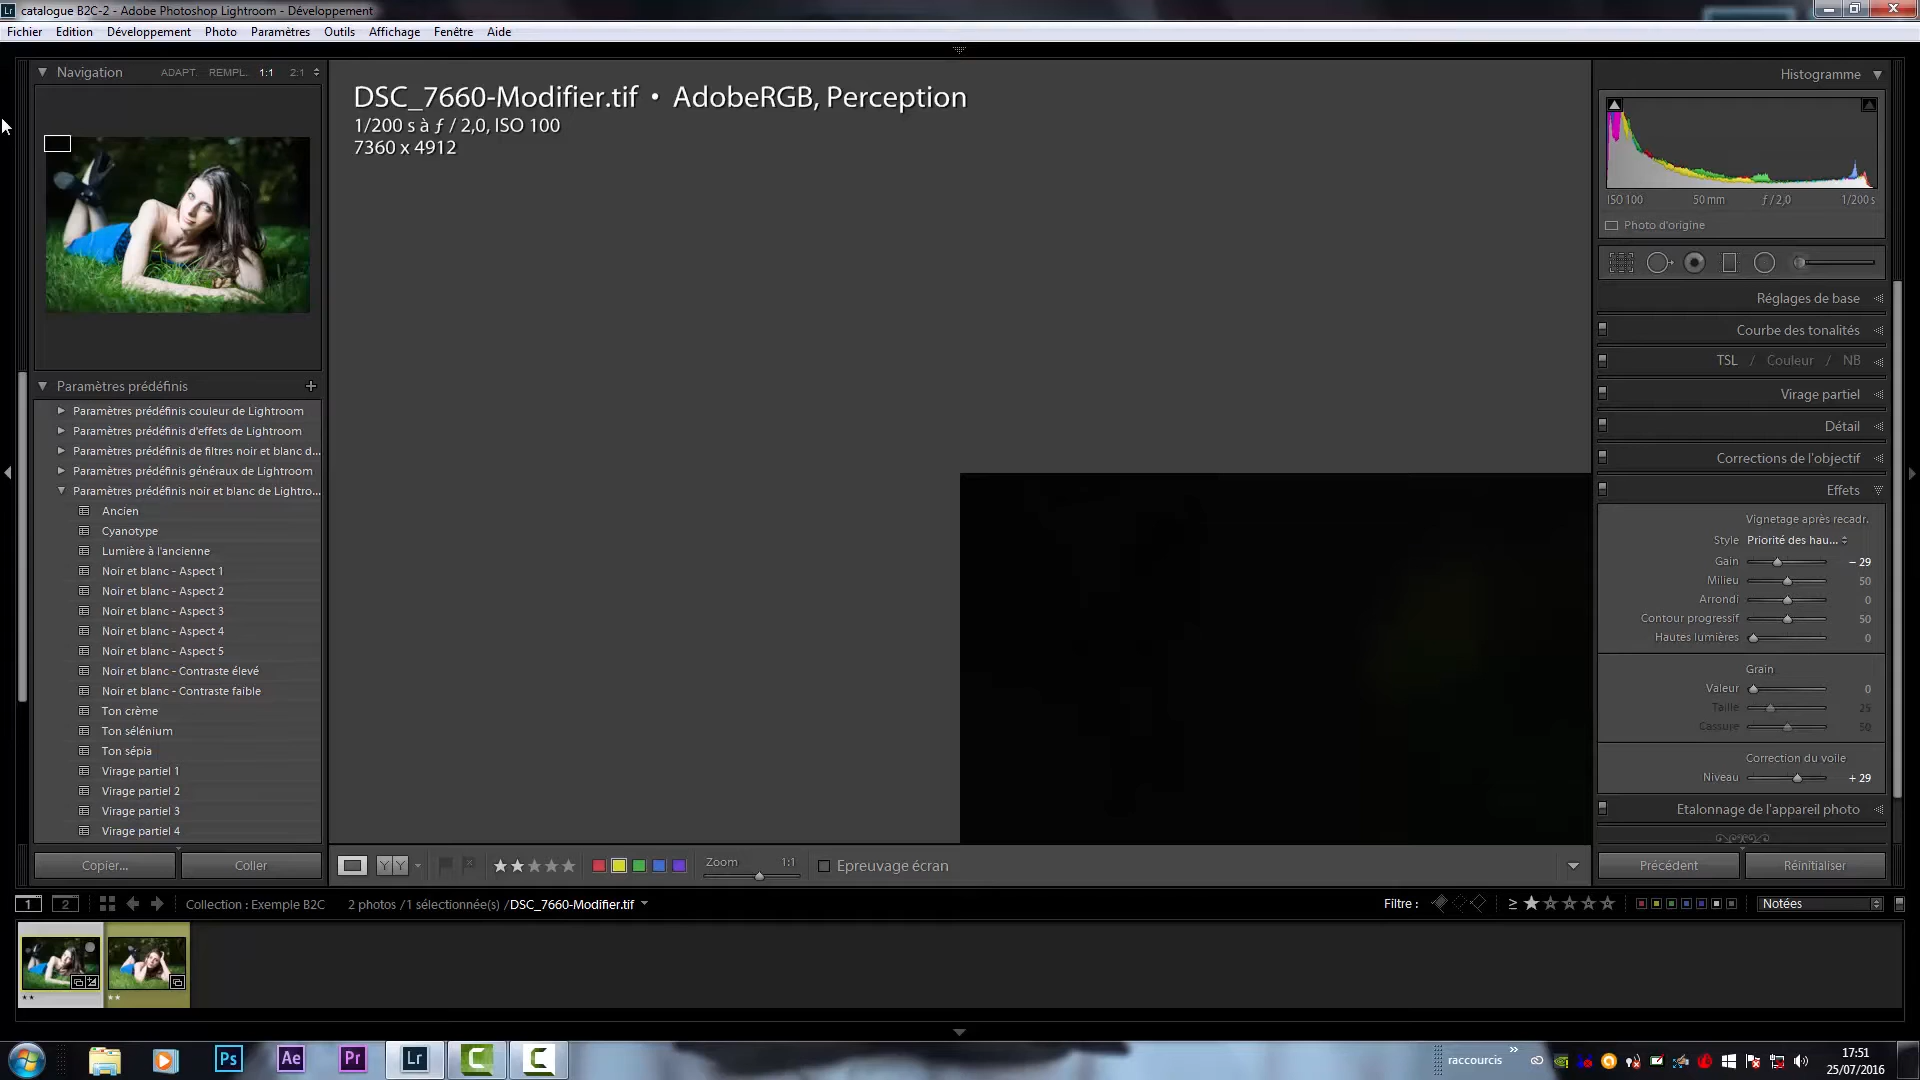 Lr catalogue B2C-2 - Adobe Photoshop Lightroom - Développement
Fichier Edition Développement Photo Paramètres Outils Affichage Fenêtre Aide
Navigation ADAPT. REMPL. 1:1 2:1
DSC_7660-Modifier.tif • AdobeRGB, Perception
1/200 s à ƒ / 2,0, ISO 100
7360 x 4912
Histogramme
ISO 100 50 mm ƒ / 2,0 1/200 s
Photo d'origine
Réglages de base
Courbe des tonalités
TSL / Couleur / NB
Virage partiel
Détail
Corrections de l'objectif
Effets
Vignetage après recadr.
Style Priorité des hau...
Gain – 29
Milieu 50
Arrondi 0
Contour progressif 50
Hautes lumières 0
Grain
Valeur 0
Taille 25
Cassure 50
Correction du voile
Niveau + 29
Etalonnage de l'appareil photo
Précédent Réinitialiser
Paramètres prédéfinis +
Paramètres prédéfinis couleur de Lightroom
Paramètres prédéfinis d'effets de Lightroom
Paramètres prédéfinis de filtres noir et blanc d...
Paramètres prédéfinis généraux de Lightroom
Paramètres prédéfinis noir et blanc de Lightro...
Ancien
Cyanotype
Lumière à l'ancienne
Noir et blanc - Aspect 1
Noir et blanc - Aspect 2
Noir et blanc - Aspect 3
Noir et blanc - Aspect 4
Noir et blanc - Aspect 5
Noir et blanc - Contraste élevé
Noir et blanc - Contraste faible
Ton crème
Ton sélénium
Ton sépia
Virage partiel 1
Virage partiel 2
Virage partiel 3
Virage partiel 4
Copier... Coller
YY Zoom 1:1 Epreuvage écran
1 2 Collection : Exemple B2C 2 photos /1 sélectionnée(s) /DSC_7660-Modifier.tif Filtre : ≥ Notées
Ps Ae Pr Lr C C raccourcis » 17:51
25/07/2016